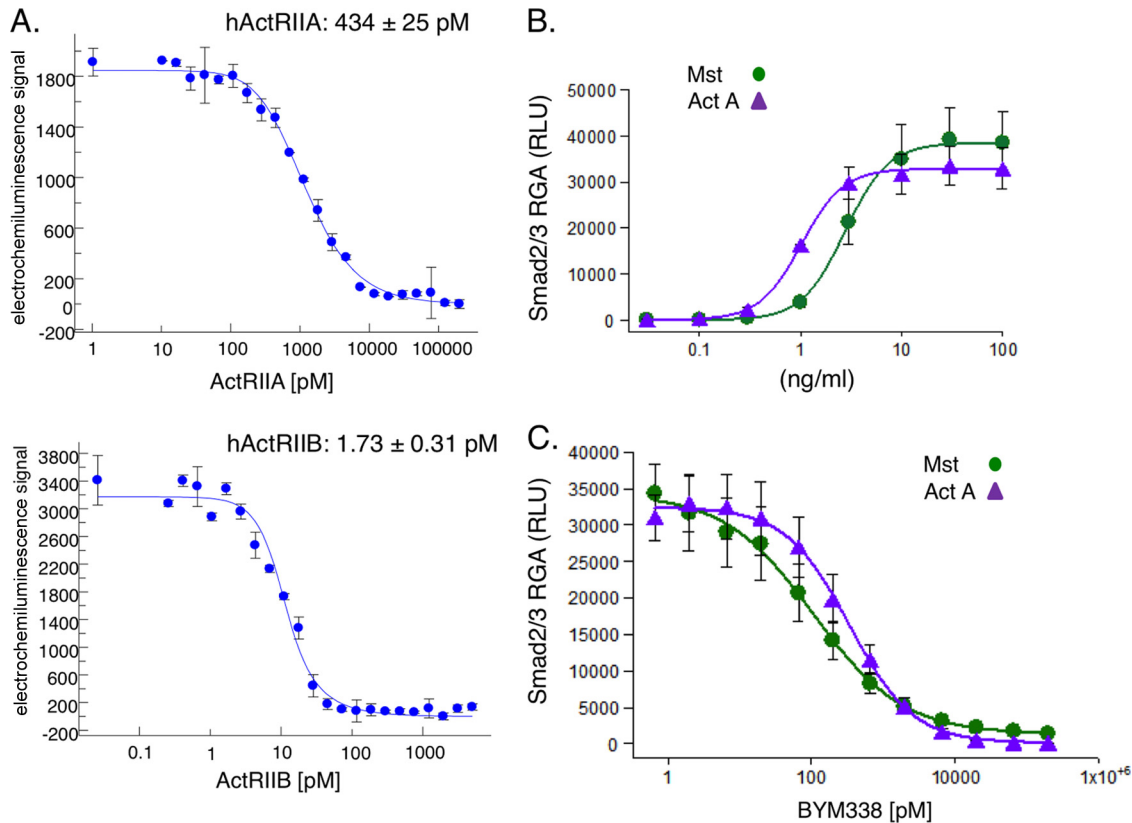 A.
hActRIIA: 434 ± 25 pM
electrochemiluminescence signal
1800
1400
1000
600
200
0
-200
1 10 100 1000 10000 100000
ActRIIA [pM]
hActRIIB: 1.73 ± 0.31 pM
electrochemiluminescence signal
3800
3400
3000
2600
2200
1800
1400
1000
600
200
-200
0.1 1 10 100 1000
ActRIIB [pM]
B.
Mst
Act A
Smad2/3 RGA (RLU)
50000
40000
30000
20000
10000
0
0.1 1 10 100
(ng/ml)
C.
Mst
Act A
Smad2/3 RGA (RLU)
40000
35000
30000
25000
20000
15000
10000
5000
0
1 100 10000 1x10+6
BYM338 [pM]